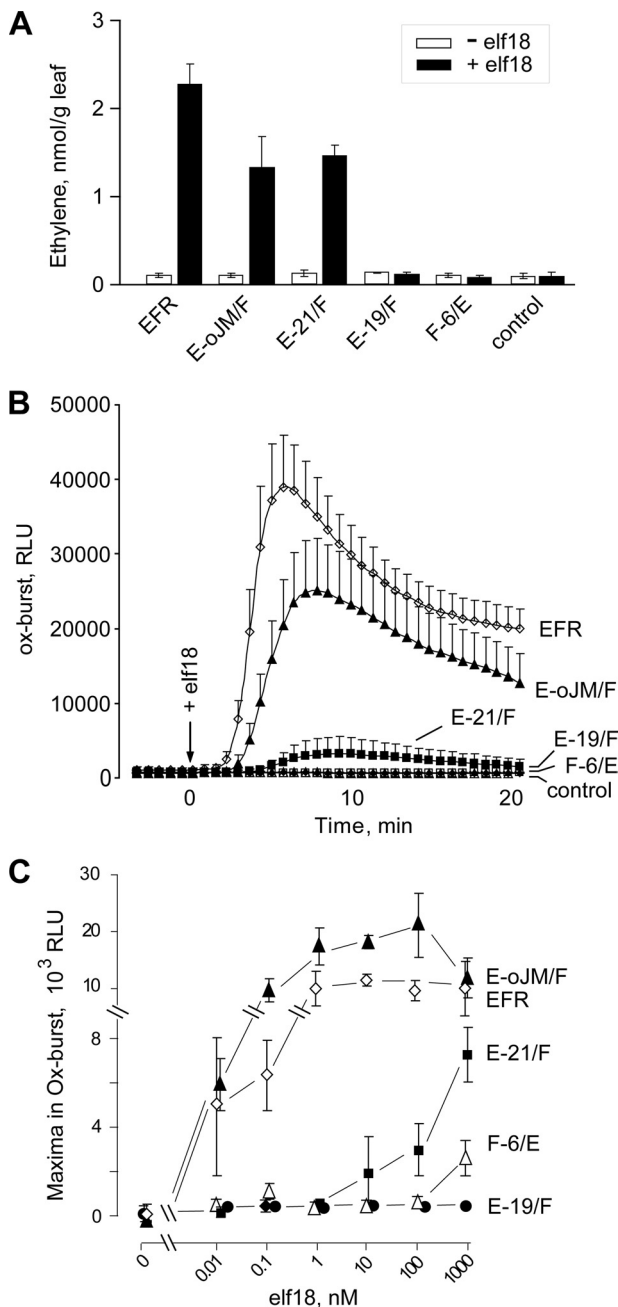 A
- elf18
+ elf18
Ethylene, nmol/g leaf
3
2
1
0
EFR
E-oJM/F
E-21/F
E-19/F
F-6/E
control
B
ox-burst, RLU
50000
40000
30000
20000
10000
0
+ elf18
EFR
E-oJM/F
E-21/F
E-19/F
F-6/E
control
0
10
20
Time, min
C
Maxima in Ox-burst, 10³ RLU
30
20
10
8
4
0
E-oJM/F
EFR
E-21/F
F-6/E
E-19/F
0
0.01
0.1
1
10
100
1000
elf18, nM